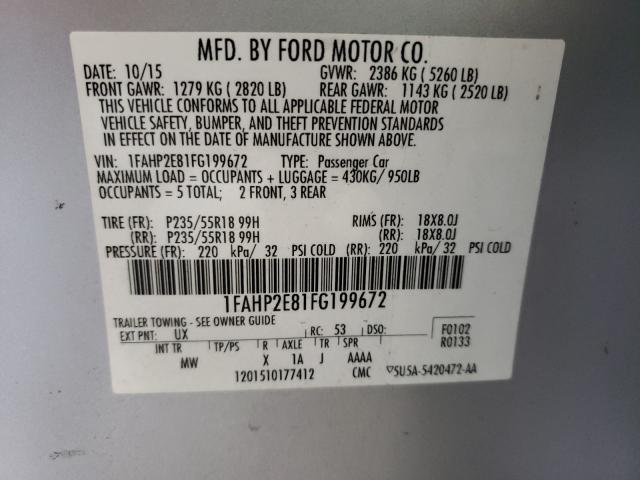 MFD. BY FORD MOTOR CO.
DATE: 10/15 GVWR: 2386 KG ( 5260 LB)
FRONT GAWR: 1279 KG ( 2820 LB) REAR GAWR: 1143 KG ( 2520 LB)
THIS VEHICLE CONFORMS TO ALL APPLICABLE FEDERAL MOTOR
VEHICLE SAFETY, BUMPER, AND THEFT PREVENTION STANDARDS
IN EFFECT ON THE DATE OF MANUFACTURE SHOWN ABOVE.
VIN: 1FAHP2E81FG199672 TYPE: Passenger Car
MAXIMUM LOAD = OCCUPANTS + LUGGAGE = 430KG/ 950LB
OCCUPANTS = 5 TOTAL; 2 FRONT, 3 REAR
TIRE (FR): P235/55R18 99H RIMS (FR): 18X8.0J
(RR): P235/55R18 99H (RR): 18X8.0J
PRESSURE (FR): 220 kPa/ 32 PSI COLD (RR): 220 kPa/ 32 PSI COLD
1FAHP2E81FG199672
TRAILER TOWING - SEE OWNER GUIDE
EXT PNT: UX RC: 53 DSO: F0102
R0133
INT TR TP/PS R AXLE TR SPR
MW X 1A J AAAA
1201510177412 CMC ▽5U5A-5420472-AA